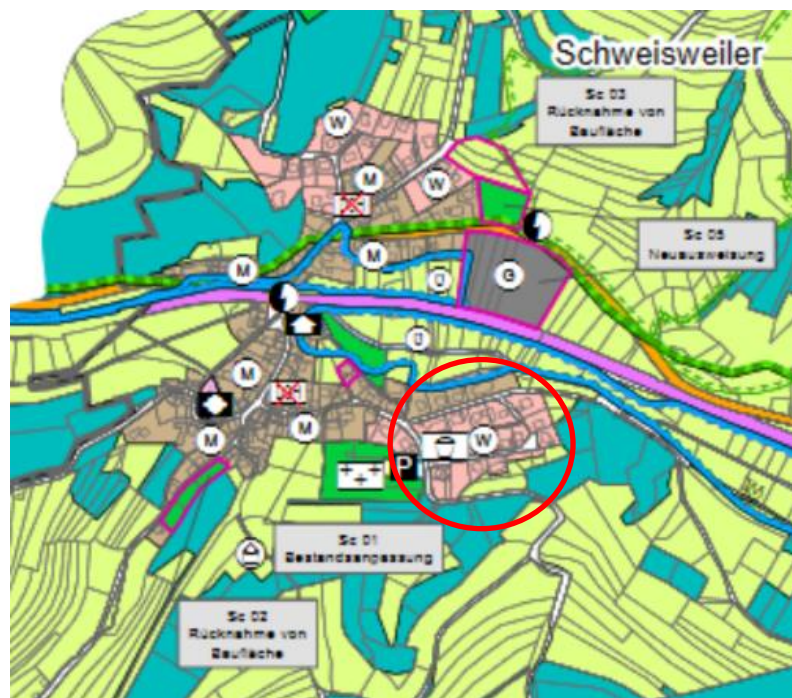 Schweisweiler
Sc 03
Rücknahme von
Baufläche
W
M
W
Sc 05
Neuausweisung
M
M
G
Ü
Ü
M
M
M
W
P
Sc 01
Bestandsanpassung
Sc 02
Rücknahme von
Baufläche